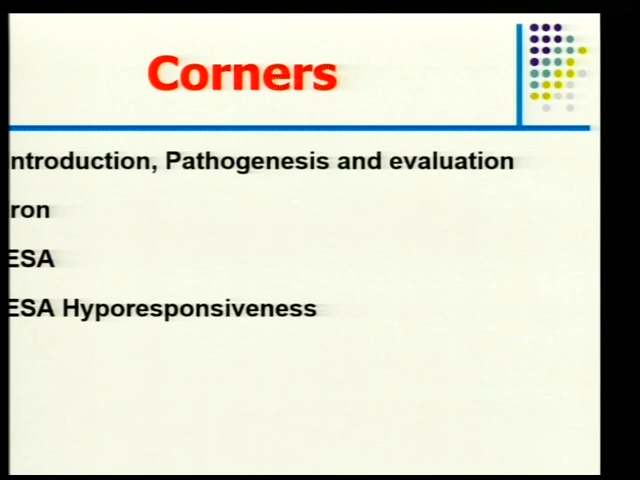 Corners
ntroduction, Pathogenesis and evaluation
ron
ESA
ESA Hyporesponsiveness